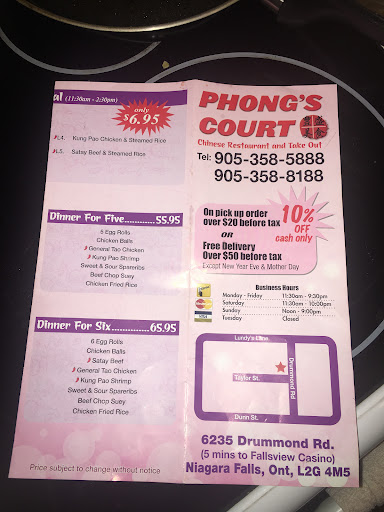 al (11:30am - 2:30pm)
only
$6.95
L4. Kung Pao Chicken & Steamed Rice
L5. Satay Beef & Steamed Rice
Dinner For Five..............55.95
6 Egg Rolls
Chicken Balls
General Tao Chicken
Kung Pao Shrimp
Sweet & Sour Spareribs
Beef Chop Suey
Chicken Fried Rice
Dinner For Six..............65.95
6 Egg Rolls
Chicken Balls
Satay Beef
General Tao Chicken
Kung Pao Shrimp
Sweet & Sour Spareribs
Beef Chop Suey
Chicken Fried Rice
Price subject to change without notice
PHONG'S
COURT
Chinese Restaurant and Take Out
Tel: 905-358-5888
905-358-8188
On pick up order
over $20 before tax
OR
Free Delivery
Over $50 before tax
Except New Year Eve & Mother Day
10%
OFF
cash only
Business Hours
Monday - Friday 11:30am - 9:30pm
Saturday 11:30am - 10:00pm
Sunday Noon - 9:00pm
Tuesday Closed
Lundy's Lane
Taylor St.
Drummond Rd
Dunn St.
6235 Drummond Rd.
(5 mins to Fallsview Casino)
Niagara Falls, Ont, L2G 4M5